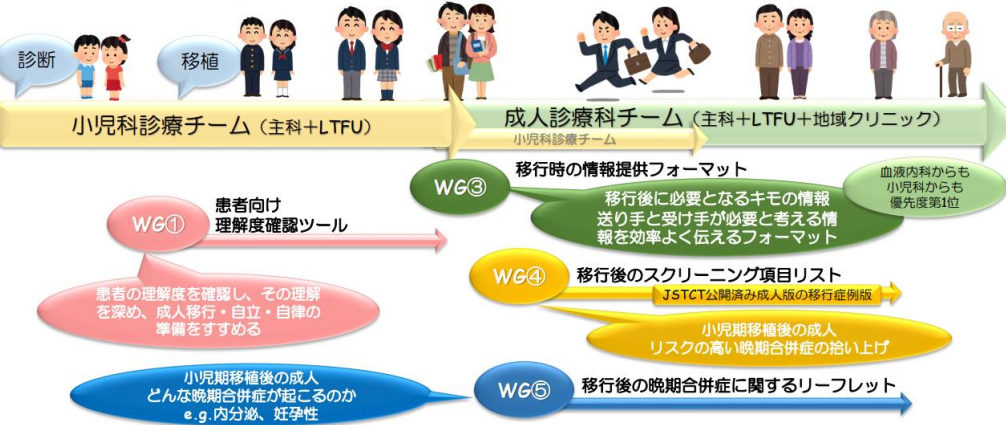 診断
移植
小児科診療チーム（主科＋LTFU）
成人診療科チーム（主科＋LTFU＋地域クリニック）
小児科診療チーム
WG③
移行時の情報提供フォーマット
血液内科からも
小児科からも
優先度第1位
移行後に必要となるキモの情報
送り手と受け手が必要と考える情
報を効率よく伝えるフォーマット
WG①
患者向け
理解度確認ツール
患者の理解度を確認し、その理解
を深め、成人移行・自立・自律の
準備をすすめる
WG④
移行後のスクリーニング項目リスト
JSTCT公開済み成人版の移行症例版
小児期移植後の成人
リスクの高い晩期合併症の拾い上げ
小児期移植後の成人
どんな晩期合併症が起こるのか
e.g.内分泌、妊孕性
WG⑤
移行後の晩期合併症に関するリーフレット